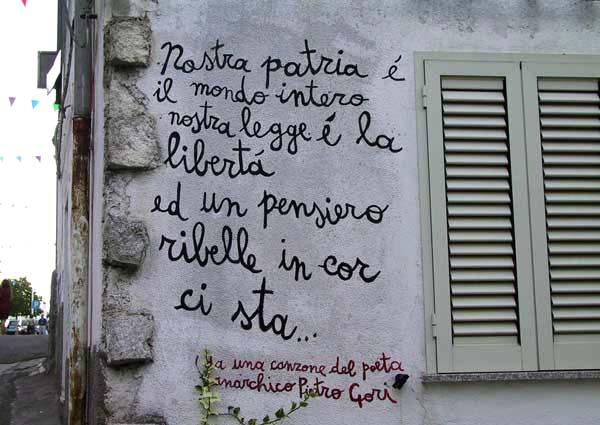 Nostra patria é
il mondo intero
nostra legge é la
libertá
ed un pensiero
ribelle in cor
ci sta...
una canzone del poeta
anarchico Pietro Gori